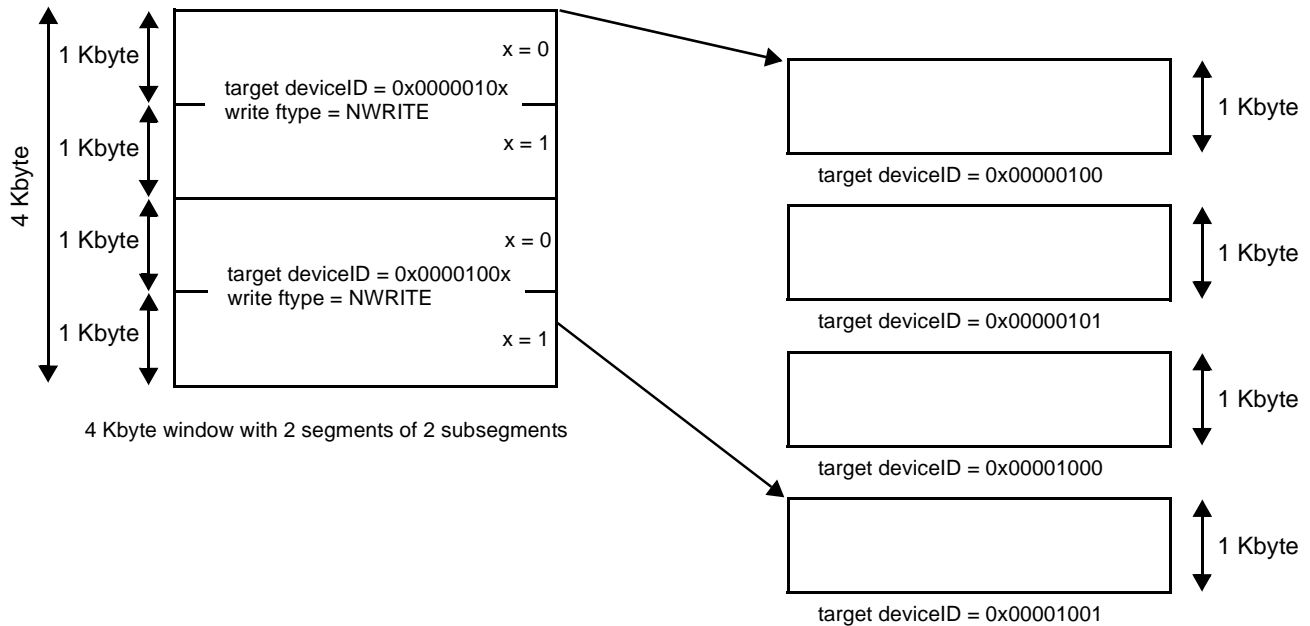 4 Kbyte
1 Kbyte
x = 0
target deviceID = 0x0000010x
write ftype = NWRITE
1 Kbyte
x = 1
1 Kbyte
x = 0
target deviceID = 0x0000100x
write ftype = NWRITE
1 Kbyte
x = 1
4 Kbyte window with 2 segments of 2 subsegments
1 Kbyte
target deviceID = 0x00000100
1 Kbyte
target deviceID = 0x00000101
1 Kbyte
target deviceID = 0x00001000
1 Kbyte
target deviceID = 0x00001001